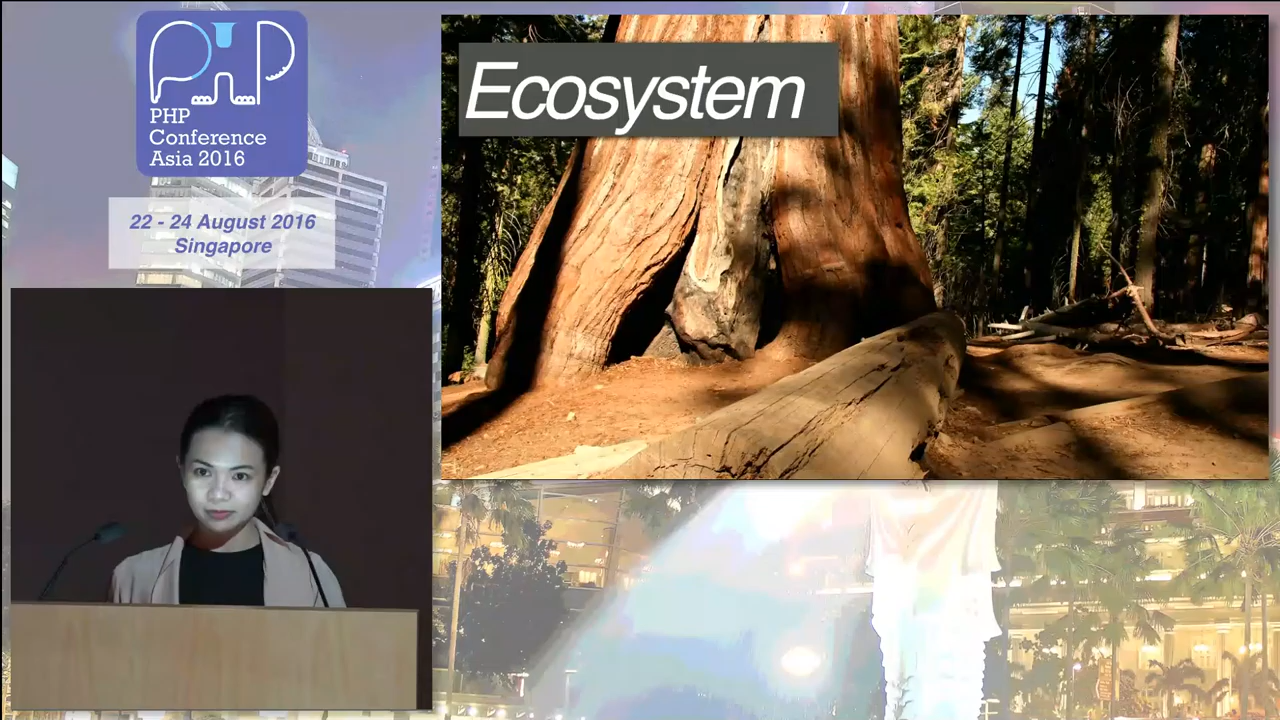 PHP
Conference
Asia 2016
22 - 24 August 2016
Singapore
Ecosystem